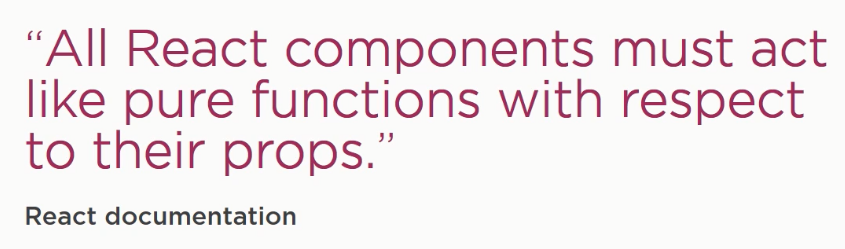 “All React components must act
like pure functions with respect
to their props.”
React documentation